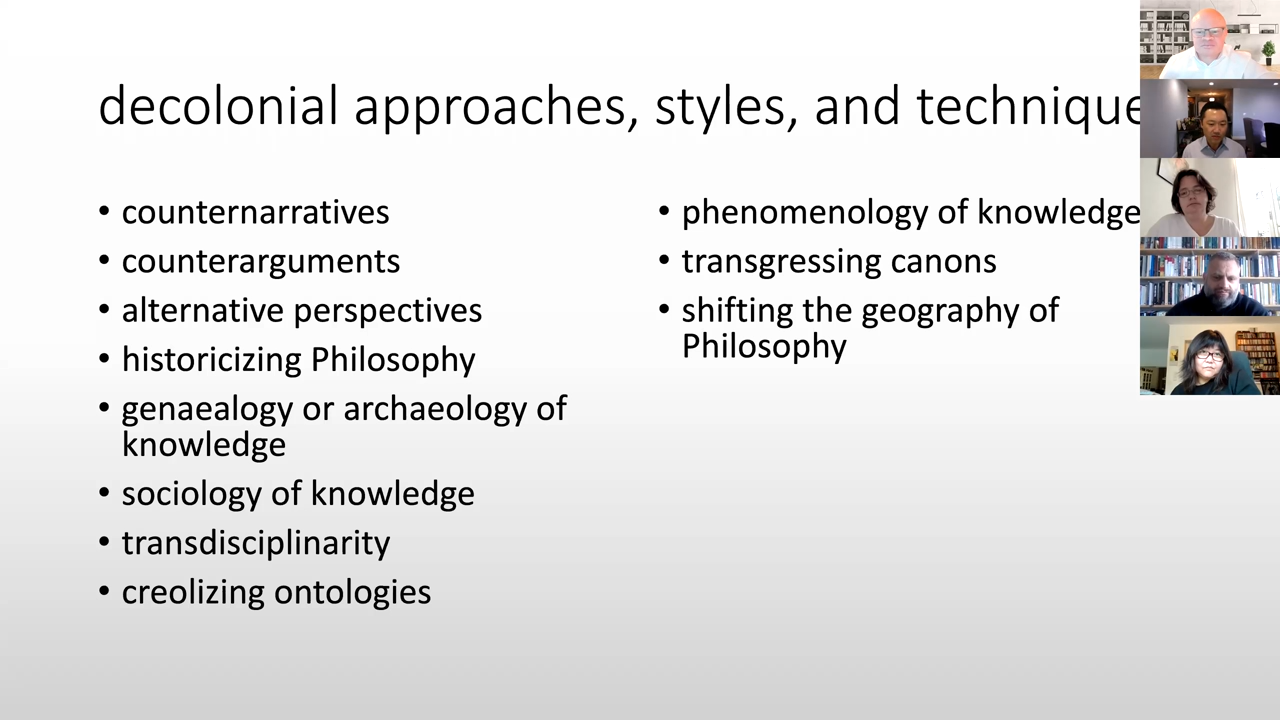 decolonial approaches, styles, and technique
• counternarratives
• counterarguments
• alternative perspectives
• historicizing Philosophy
• genaealogy or archaeology of
knowledge
• sociology of knowledge
• transdisciplinarity
• creolizing ontologies
• phenomenology of knowledge
• transgressing canons
• shifting the geography of
Philosophy